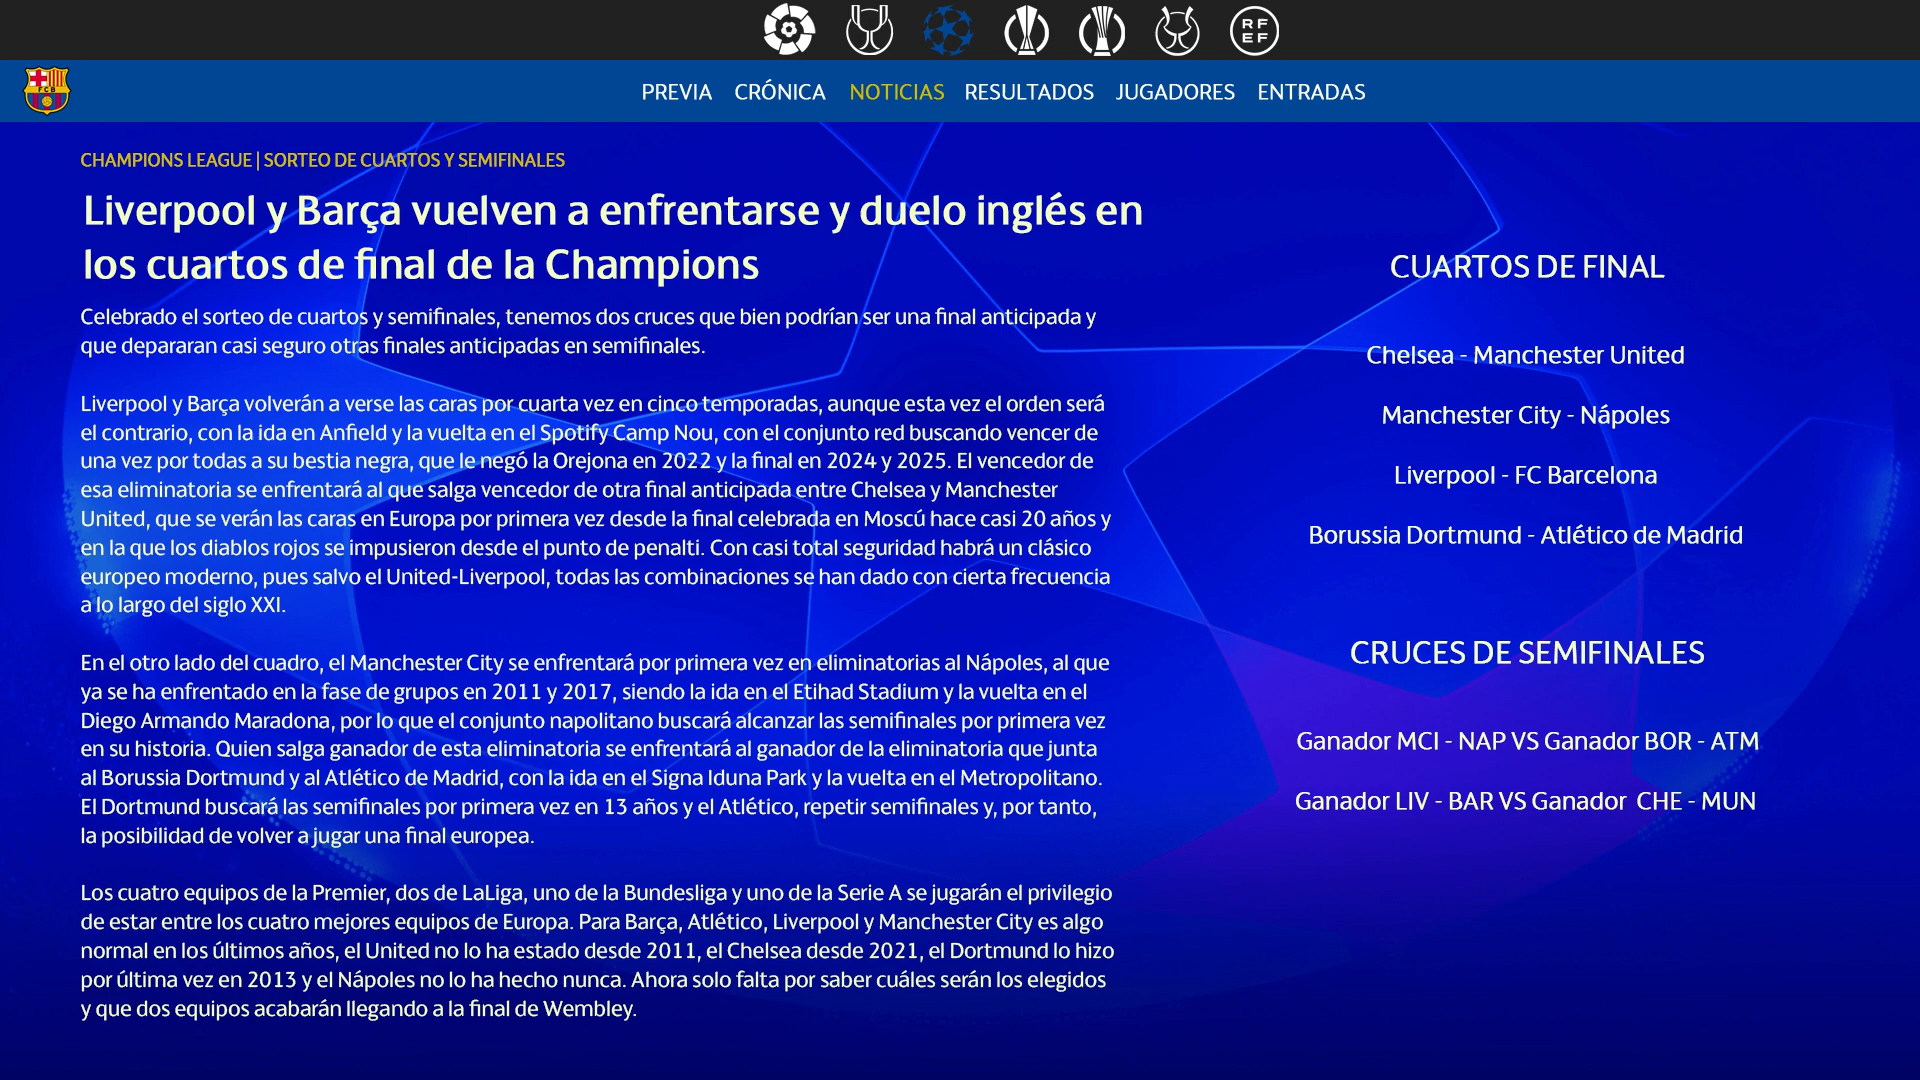 RF
EF
FCB
PREVIA CRÓNICA NOTICIAS RESULTADOS JUGADORES ENTRADAS
CHAMPIONS LEAGUE | SORTEO DE CUARTOS Y SEMIFINALES
Liverpool y Barça vuelven a enfrentarse y duelo inglés en
los cuartos de final de la Champions
Celebrado el sorteo de cuartos y semifinales, tenemos dos cruces que bien podrían ser una final anticipada y
que depararan casi seguro otras finales anticipadas en semifinales.
Liverpool y Barça volverán a verse las caras por cuarta vez en cinco temporadas, aunque esta vez el orden será
el contrario, con la ida en Anfield y la vuelta en el Spotify Camp Nou, con el conjunto red buscando vencer de
una vez por todas a su bestia negra, que le negó la Orejona en 2022 y la final en 2024 y 2025. El vencedor de
esa eliminatoria se enfrentará al que salga vencedor de otra final anticipada entre Chelsea y Manchester
United, que se verán las caras en Europa por primera vez desde la final celebrada en Moscú hace casi 20 años y
en la que los diablos rojos se impusieron desde el punto de penalti. Con casi total seguridad habrá un clásico
europeo moderno, pues salvo el United-Liverpool, todas las combinaciones se han dado con cierta frecuencia
a lo largo del siglo XXI.
En el otro lado del cuadro, el Manchester City se enfrentará por primera vez en eliminatorias al Nápoles, al que
ya se ha enfrentado en la fase de grupos en 2011 y 2017, siendo la ida en el Etihad Stadium y la vuelta en el
Diego Armando Maradona, por lo que el conjunto napolitano buscará alcanzar las semifinales por primera vez
en su historia. Quien salga ganador de esta eliminatoria se enfrentará al ganador de la eliminatoria que junta
al Borussia Dortmund y al Atlético de Madrid, con la ida en el Signa Iduna Park y la vuelta en el Metropolitano.
El Dortmund buscará las semifinales por primera vez en 13 años y el Atlético, repetir semifinales y, por tanto,
la posibilidad de volver a jugar una final europea.
Los cuatro equipos de la Premier, dos de LaLiga, uno de la Bundesliga y uno de la Serie A se jugarán el privilegio
de estar entre los cuatro mejores equipos de Europa. Para Barça, Atlético, Liverpool y Manchester City es algo
normal en los últimos años, el United no lo ha estado desde 2011, el Chelsea desde 2021, el Dortmund lo hizo
por última vez en 2013 y el Nápoles no lo ha hecho nunca. Ahora solo falta por saber cuáles serán los elegidos
y que dos equipos acabarán llegando a la final de Wembley.
CUARTOS DE FINAL
Chelsea - Manchester United
Manchester City - Nápoles
Liverpool - FC Barcelona
Borussia Dortmund - Atlético de Madrid
CRUCES DE SEMIFINALES
Ganador MCI - NAP VS Ganador BOR - ATM
Ganador LIV - BAR VS Ganador CHE - MUN